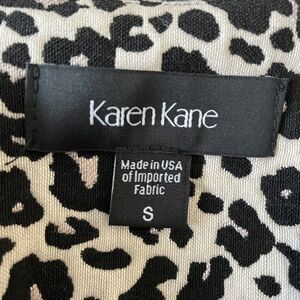 Karen Kane
Made in USA
of Imported
Fabric
S